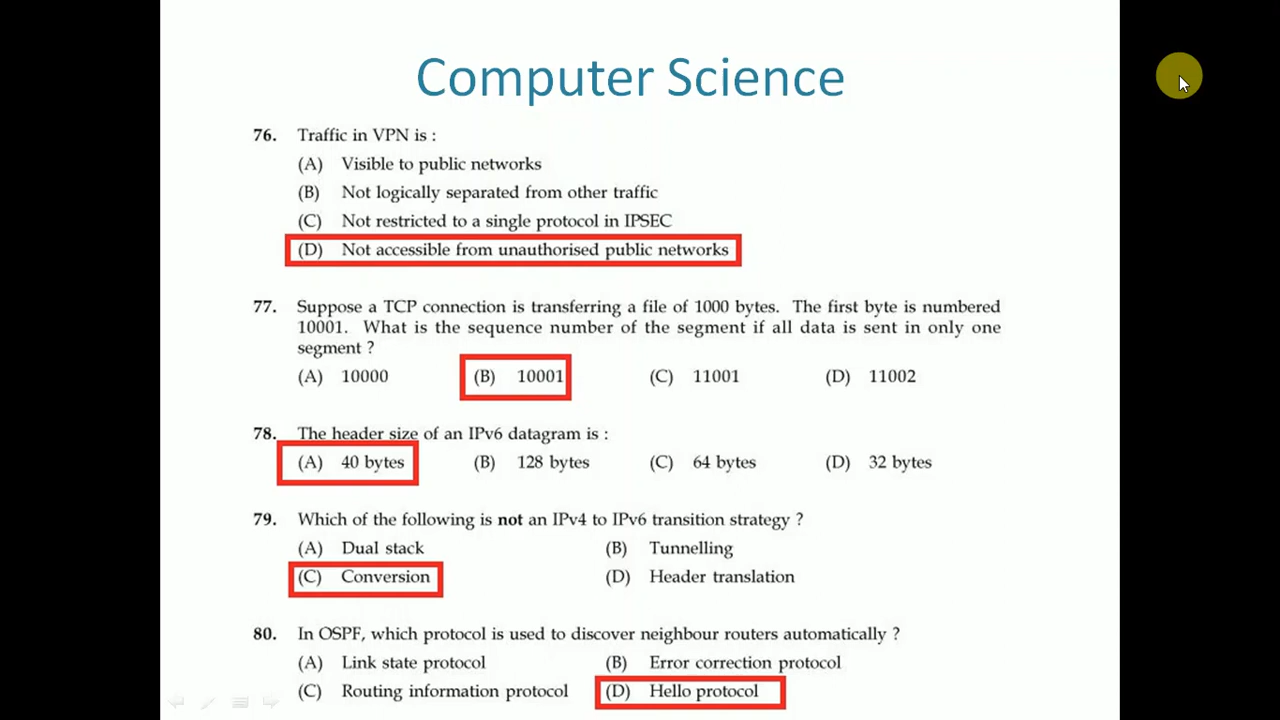 Computer Science
76. Traffic in VPN is :
(A) Visible to public networks
(B) Not logically separated from other traffic
(C) Not restricted to a single protocol in IPSEC
(D) Not accessible from unauthorised public networks
77. Suppose a TCP connection is transferring a file of 1000 bytes. The first byte is numbered
10001. What is the sequence number of the segment if all data is sent in only one
segment ?
(A) 10000 (B) 10001 (C) 11001 (D) 11002
78. The header size of an IPv6 datagram is :
(A) 40 bytes (B) 128 bytes (C) 64 bytes (D) 32 bytes
79. Which of the following is not an IPv4 to IPv6 transition strategy ?
(A) Dual stack (B) Tunnelling
(C) Conversion (D) Header translation
80. In OSPF, which protocol is used to discover neighbour routers automatically ?
(A) Link state protocol (B) Error correction protocol
(C) Routing information protocol (D) Hello protocol